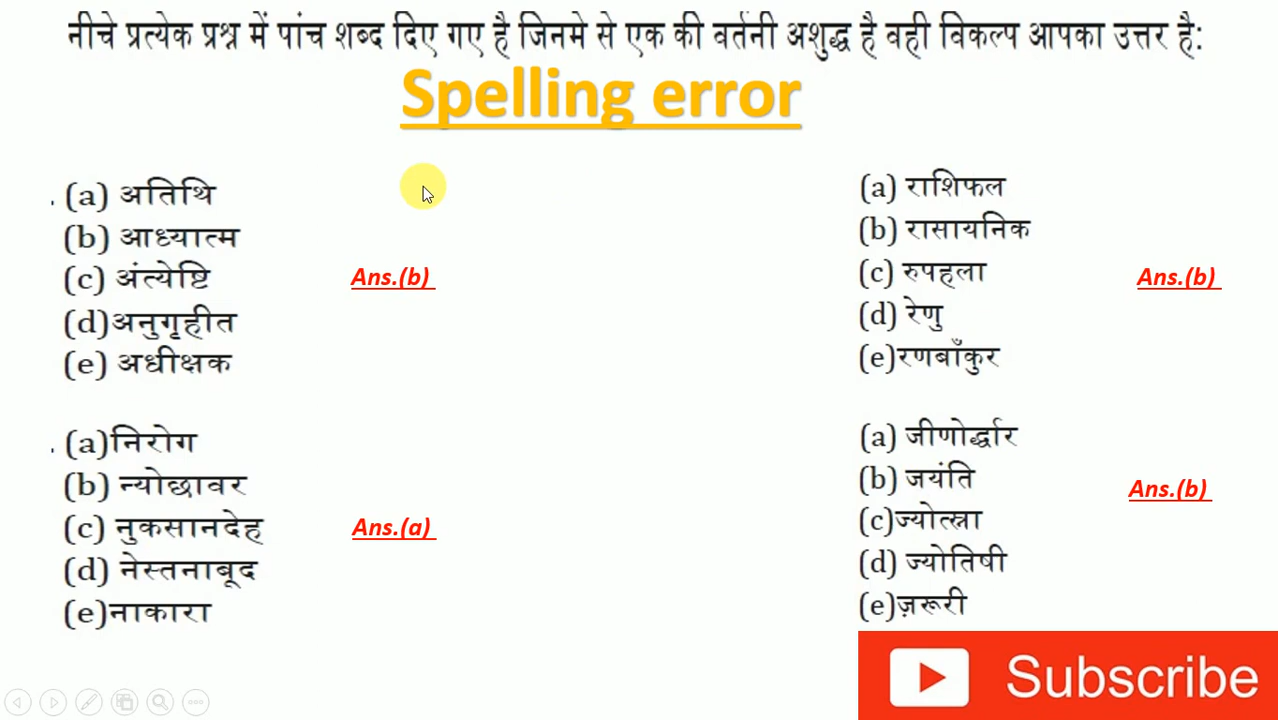 नीचे प्रत्येक प्रश्न में पांच शब्द दिए गए है जिनमे से एक की वर्तनी अशुद्ध है वही विकल्प आपका उत्तर है:
Spelling error
. (a) अतिथि
(b) आध्यात्म
(c) अंत्येष्टि
(d)अनुगृहीत
(e) अधीक्षक
Ans.(b)
. (a)निरोग
(b) न्योछावर
(c) नुकसानदेह
(d) नेस्तनाबूद
(e)नाकारा
Ans.(a)
(a) राशिफल
(b) रासायनिक
(c) रुपहला
(d) रेणु
(e)रणबाँकुर
Ans.(b)
(a) जीणोर्द्धार
(b) जयंति
(c)ज्योत्स्ना
(d) ज्योतिषी
(e)ज़रूरी
Ans.(b)
Subscribe